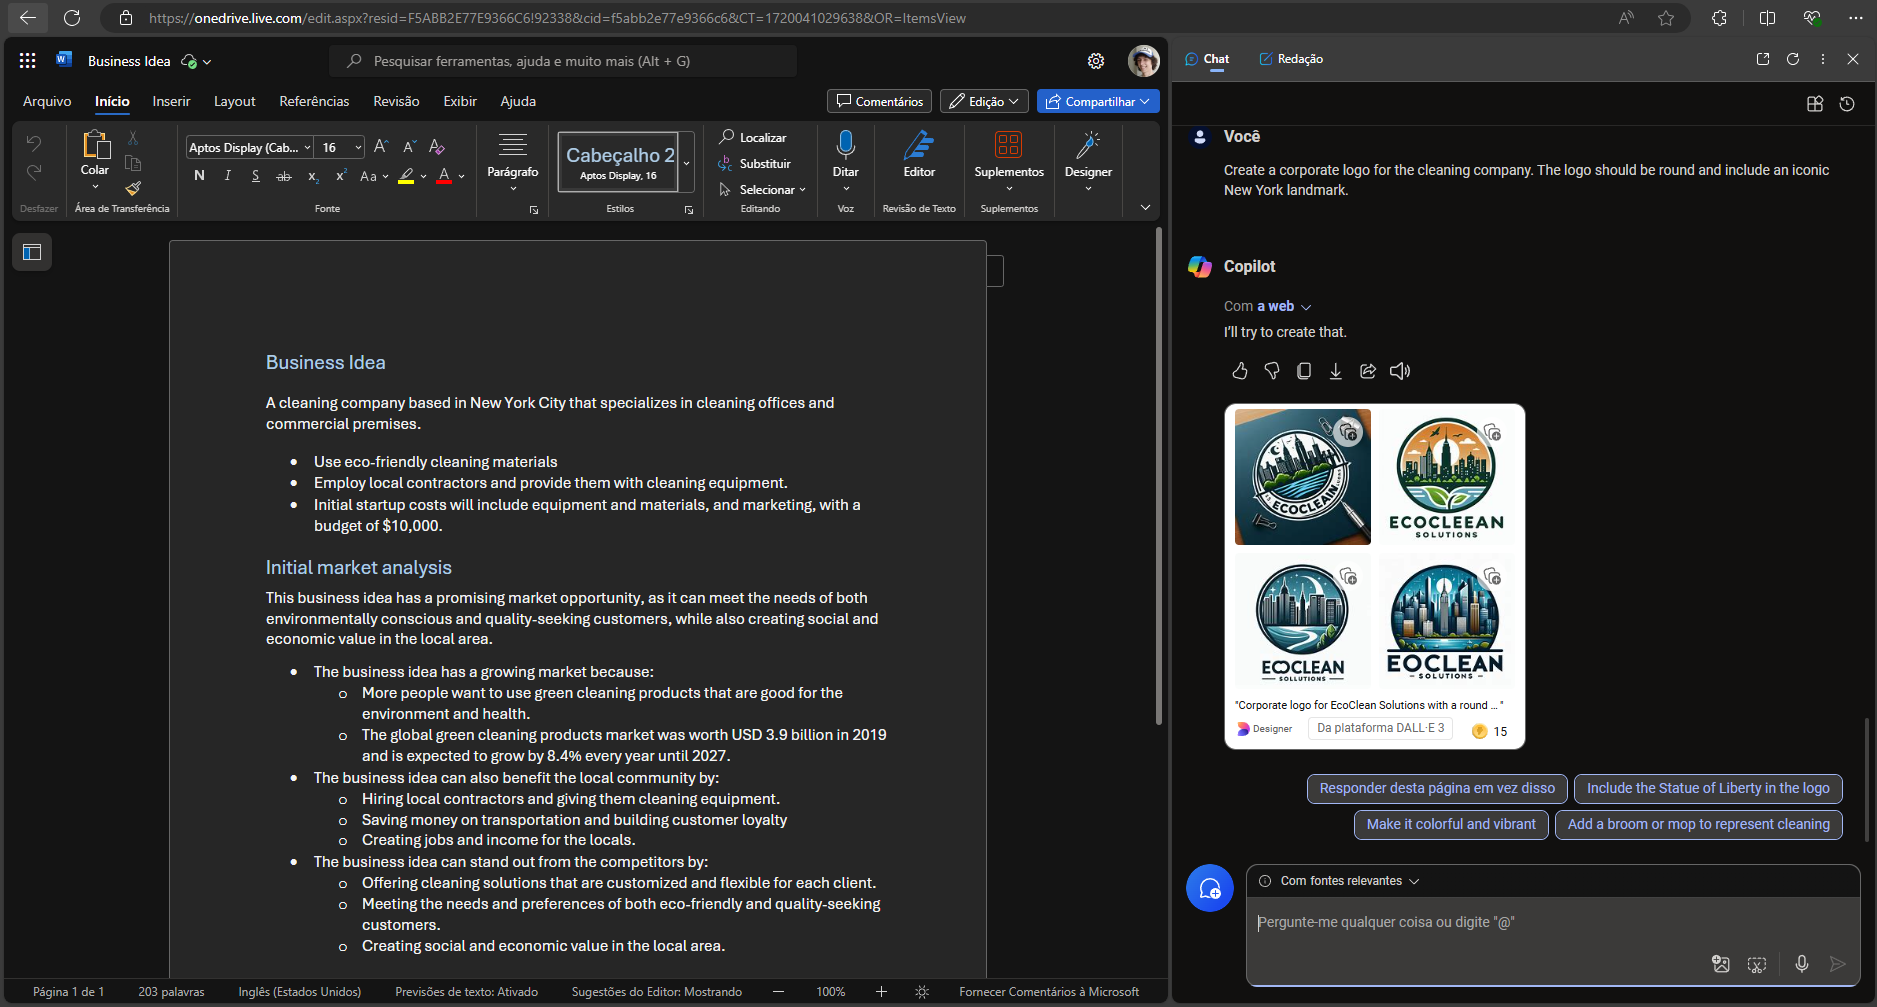 https://onedrive.live.com/edit.aspx?resid=F5ABB2E77E9366C6!92338&cid=f5abb2e77e9366c6&CT=1720041029638&OR=ItemsView
Business Idea
Pesquisar ferramentas, ajuda e muito mais (Alt + G)
Arquivo Início Inserir Layout Referências Revisão Exibir Ajuda
Comentários Edição Compartilhar
Colar
Aptos Display (Cab... 16
N I S ab x2 x2 Aa A
Parágrafo
Cabeçalho 2
Aptos Display, 16
Localizar
Substituir
Selecionar
Ditar
Editor
Suplementos
Designer
Desfazer Área de Transferência Fonte Estilos Editando Voz Revisão de Texto Suplementos
Business Idea
A cleaning company based in New York City that specializes in cleaning offices and
commercial premises.
• Use eco-friendly cleaning materials
• Employ local contractors and provide them with cleaning equipment.
• Initial startup costs will include equipment and materials, and marketing, with a
budget of $10,000.
Initial market analysis
This business idea has a promising market opportunity, as it can meet the needs of both
environmentally conscious and quality-seeking customers, while also creating social and
economic value in the local area.
• The business idea has a growing market because:
o More people want to use green cleaning products that are good for the
environment and health.
o The global green cleaning products market was worth USD 3.9 billion in 2019
and is expected to grow by 8.4% every year until 2027.
• The business idea can also benefit the local community by:
o Hiring local contractors and giving them cleaning equipment.
o Saving money on transportation and building customer loyalty
o Creating jobs and income for the locals.
• The business idea can stand out from the competitors by:
o Offering cleaning solutions that are customized and flexible for each client.
o Meeting the needs and preferences of both eco-friendly and quality-seeking
customers.
o Creating social and economic value in the local area.
Página 1 de 1 203 palavras Inglês (Estados Unidos) Previsões de texto: Ativado Sugestões do Editor: Mostrando 100% Fornecer Comentários à Microsoft
Chat Redação
Você
Create a corporate logo for the cleaning company. The logo should be round and include an iconic
New York landmark.
Copilot
Com a web
I'll try to create that.
ECOCLEAIN
ECOCLEEAN
SOLUTIONS
EOCLEAN
SOLLUTIONS
EOCLEAN
SOLUTIONS
"Corporate logo for EcoClean Solutions with a round ... "
Designer Da plataforma DALL·E 3 15
Responder desta página em vez disso Include the Statue of Liberty in the logo
Make it colorful and vibrant Add a broom or mop to represent cleaning
Com fontes relevantes
Pergunte-me qualquer coisa ou digite "@"